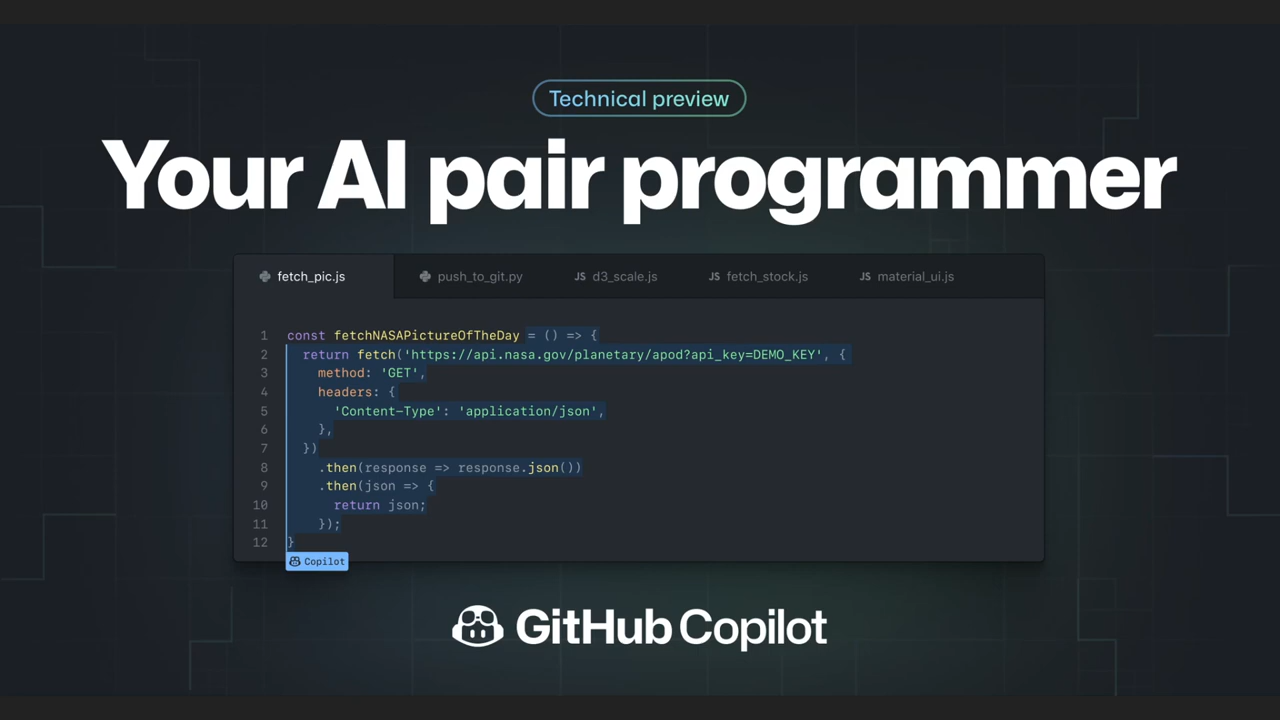 Technical preview
Your AI pair programmer
fetch_pic.js push_to_git.py JS d3_scale.js JS fetch_stock.js JS material_ui.js
1 const fetchNASAPictureOfTheDay = () => {
2 return fetch('https://api.nasa.gov/planetary/apod?api_key=DEMO_KEY', {
3 method: 'GET',
4 headers: {
5 'Content-Type': 'application/json',
6 },
7 })
8 .then(response => response.json())
9 .then(json => {
10 return json;
11 });
12 }
Copilot
GitHub Copilot